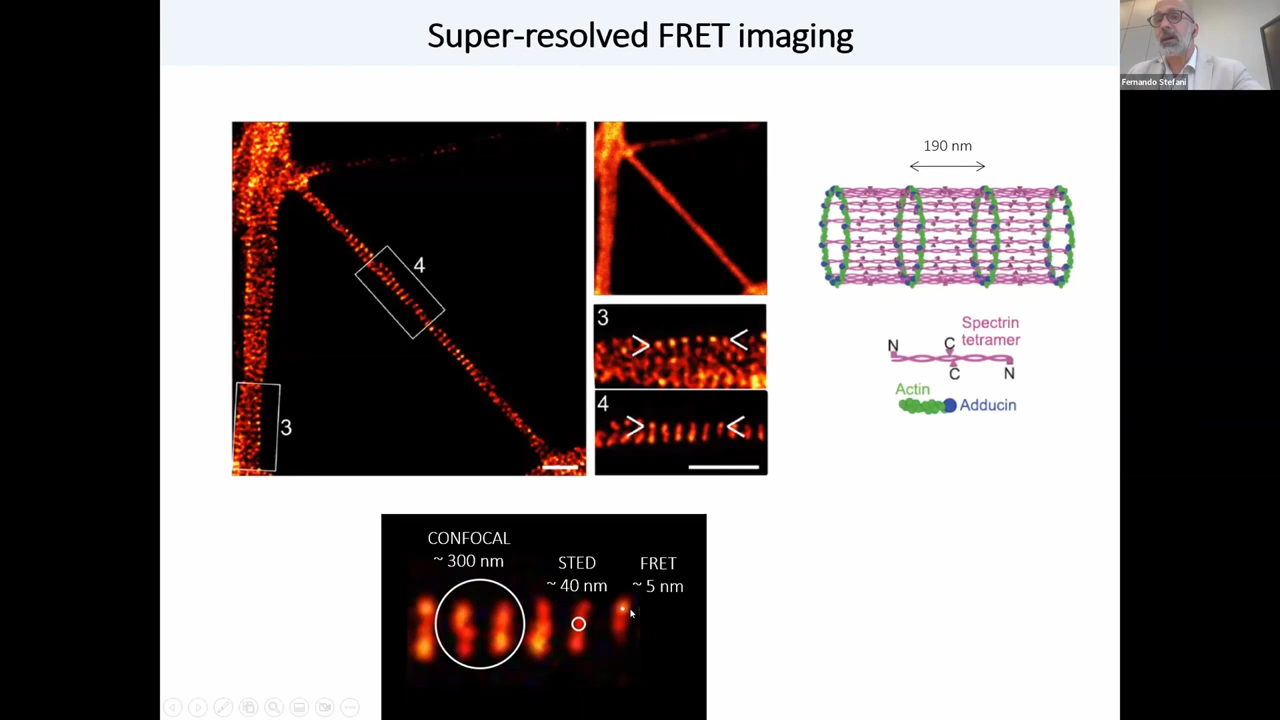 Super-resolved FRET imaging
Fernando Stefani
4
3
3
4
190 nm
Spectrin
tetramer
N
C
C
N
Actin
Adducin
CONFOCAL
~ 300 nm
STED
~ 40 nm
FRET
~ 5 nm